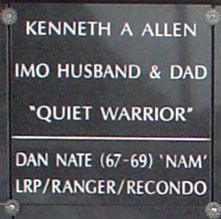 KENNETH A ALLEN
IMO HUSBAND & DAD
"QUIET WARRIOR"
DAN NATE (67-69) 'NAM'
LRP/RANGER/RECONDO